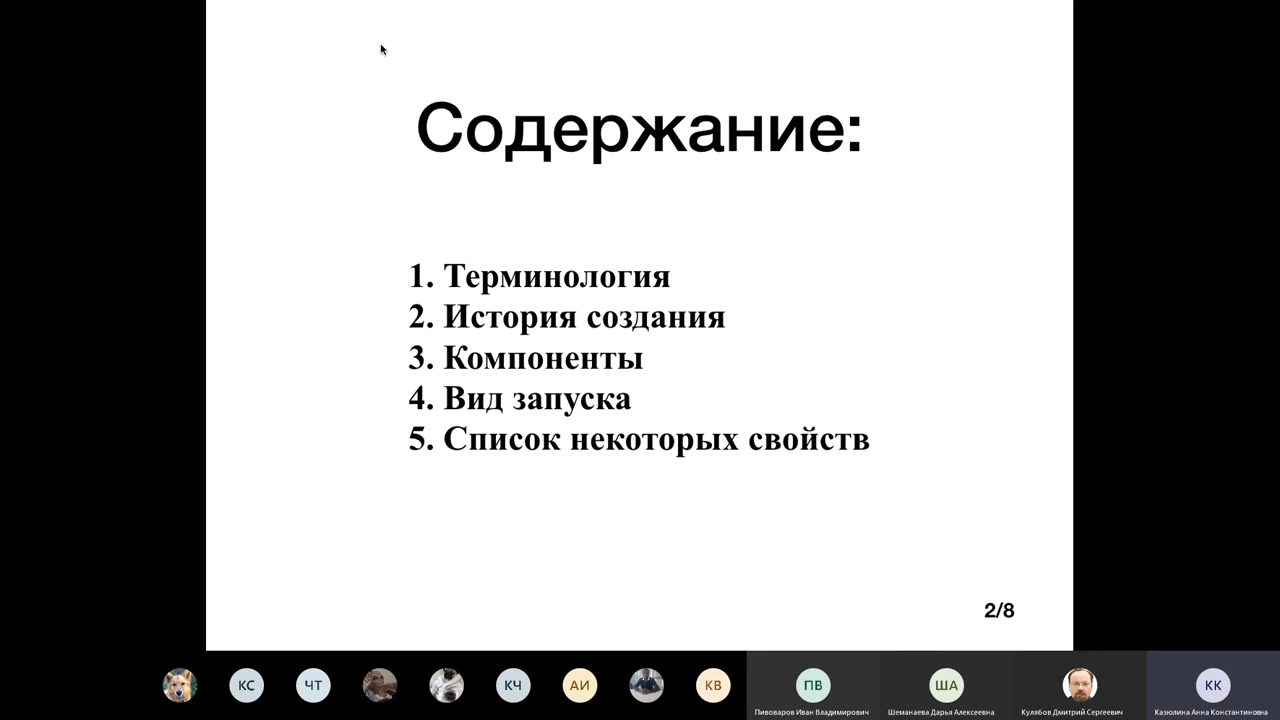 Содержание:
1. Терминология
2. История создания
3. Компоненты
4. Вид запуска
5. Список некоторых свойств
2/8
КС
ЧТ
КЧ
АИ
КВ
ПВ
ША
КК
Пивоваров Иван Владимирович
Шеманаева Дарья Алексеевна
Кулябов Дмитрий Сергеевич
Казюлина Анна Константиновна